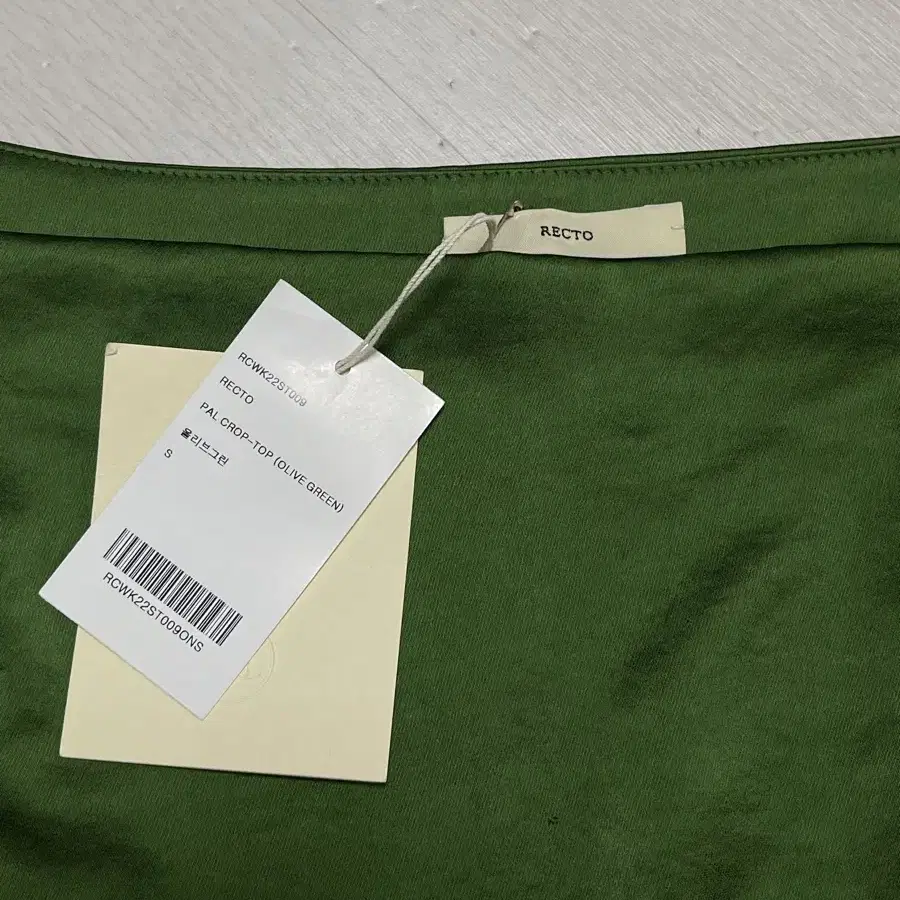 RECTO
RCWK22ST009
RECTO
PAL CROP-TOP (OLIVE GREEN)
올리브그린
S
RCWK22ST009ONS